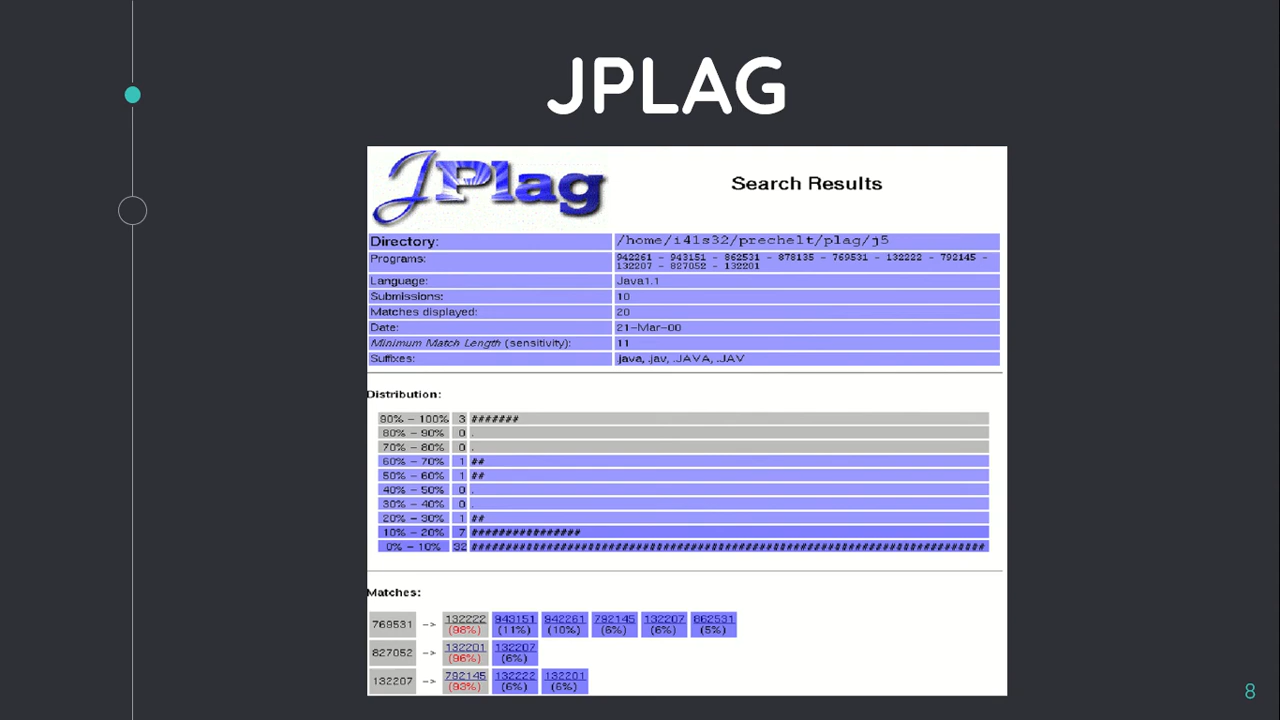 JPLAG
JPlag
Search Results
Directory: /home/i41s32/prechelt/plag/j5
Programs: 942261 - 943151 - 862531 - 878135 - 769531 - 132222 - 792145 -
132207 - 827052 - 132201
Language: Java1.1
Submissions: 10
Matches displayed: 20
Date: 21-Mar-00
Minimum Match Length (sensitivity): 11
Suffixes: .java, .jav, .JAVA, .JAV
Distribution:
90% - 100% 3 #######
80% - 90% 0 .
70% - 80% 0 .
60% - 70% 1 ##
50% - 60% 1 ##
40% - 50% 0 .
30% - 40% 0 .
20% - 30% 1 ##
10% - 20% 7 ################
0% - 10% 32 ###########################################################################
Matches:
769531 -> 132222 943151 942261 792145 132207 862531
(98%) (11%) (10%) (6%) (6%) (5%)
827052 -> 132201 132207
(96%) (6%)
132207 -> 792145 132222 132201
(93%) (6%) (6%)
8